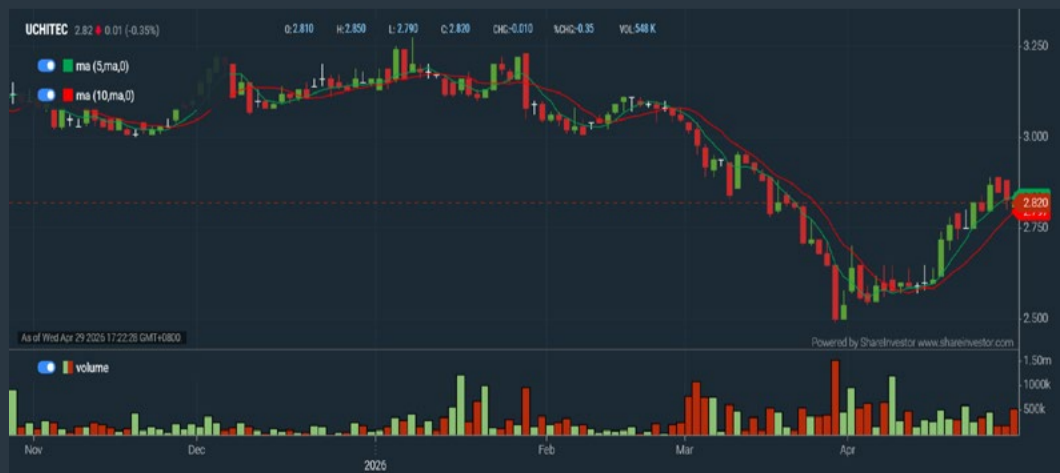 UCHITEC 2.82 0.01 (-0.35%) O: 2.810 H: 2.850 L: 2.790 C: 2.820 CHG:-0.010 %CHG:-0.35 VOL:548 K
ma (5,ma,0)
ma (10,ma,0)
3.250
3.000
2.820
2.750
2.500
As of Wed Apr 29 2026 17:22:28 GMT+0800
Powered by ShareInvestor www.shareinvestor.com
volume
1.50m
1000k
500k
Nov Dec Feb Mar Apr
2026